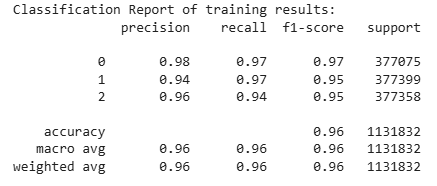 Classification Report of training results:
precision recall f1-score support
0 0.98 0.97 0.97 377075
1 0.94 0.97 0.95 377399
2 0.96 0.94 0.95 377358
accuracy 0.96 1131832
macro avg 0.96 0.96 0.96 1131832
weighted avg 0.96 0.96 0.96 1131832